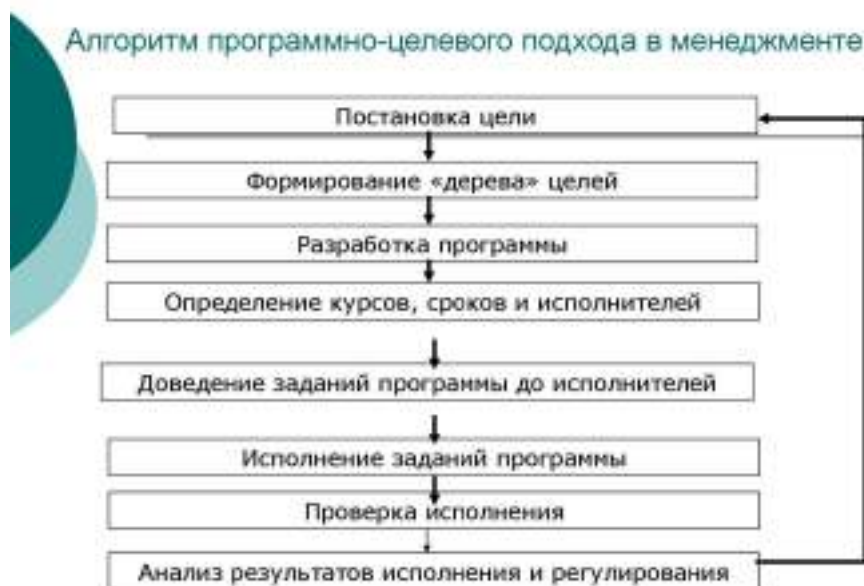 Алгоритм программно-целевого подхода в менеджменте
Постановка цели
Формирование «дерева» целей
Разработка программы
Определение курсов, сроков и исполнителей
Доведение заданий программы до исполнителей
Исполнение заданий программы
Проверка исполнения
Анализ результатов исполнения и регулирования